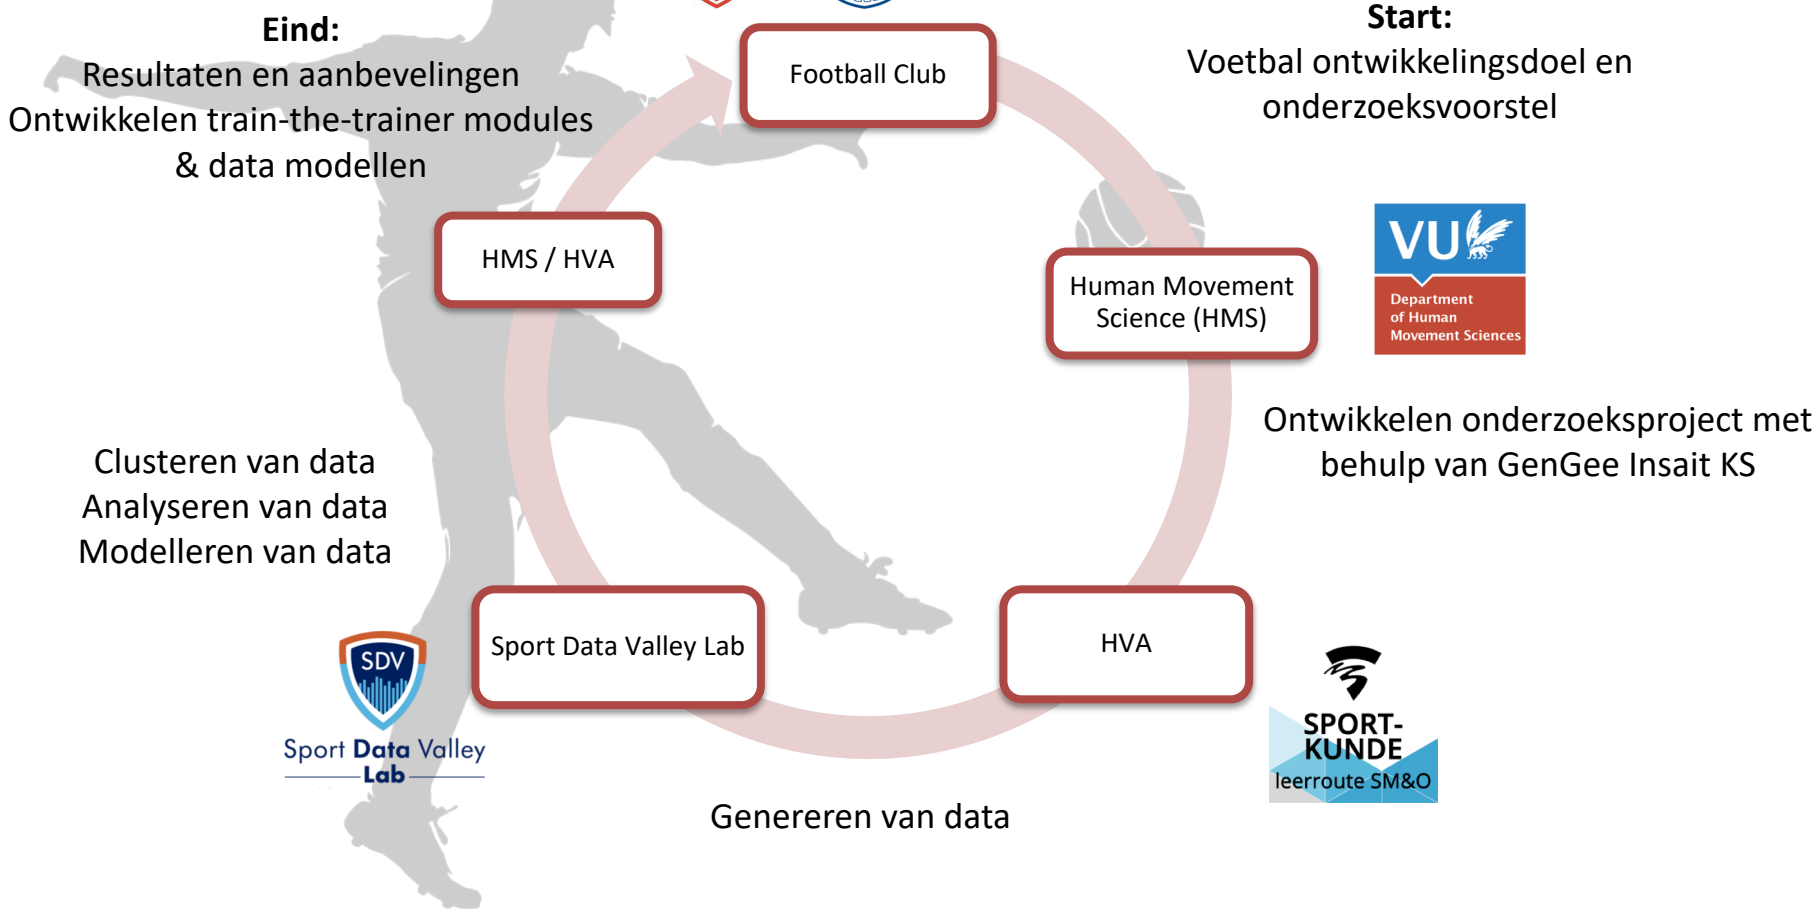 Eind:
Resultaten en aanbevelingen
Ontwikkelen train-the-trainer modules
& data modellen
Football Club
Start:
Voetbal ontwikkelingsdoel en
onderzoeksvoorstel
HMS / HVA
Human Movement
Science (HMS)
VU
Department
of Human
Movement Sciences
Ontwikkelen onderzoeksproject met
behulp van GenGee Insait KS
Clusteren van data
Analyseren van data
Modelleren van data
Sport Data Valley Lab
HVA
SDV
Sport Data Valley
Lab
SPORT-
KUNDE
leerroute SM&O
Genereren van data